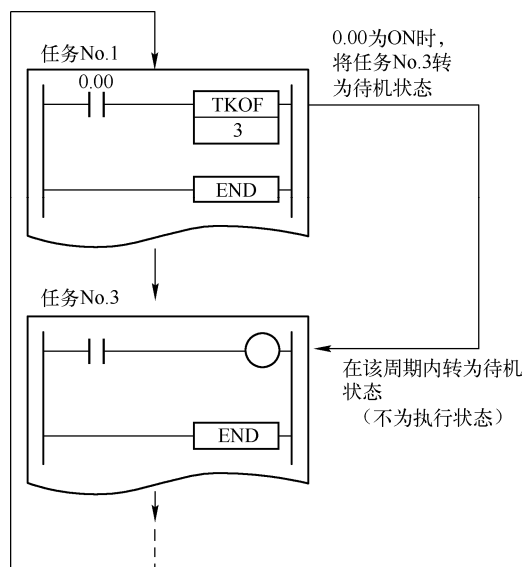 任务No.1
0.00
TKOF
3
END
0.00为ON时，
将任务No.3转
为待机状态
任务No.3
END
在该周期内转为待机
状态
（不为执行状态）